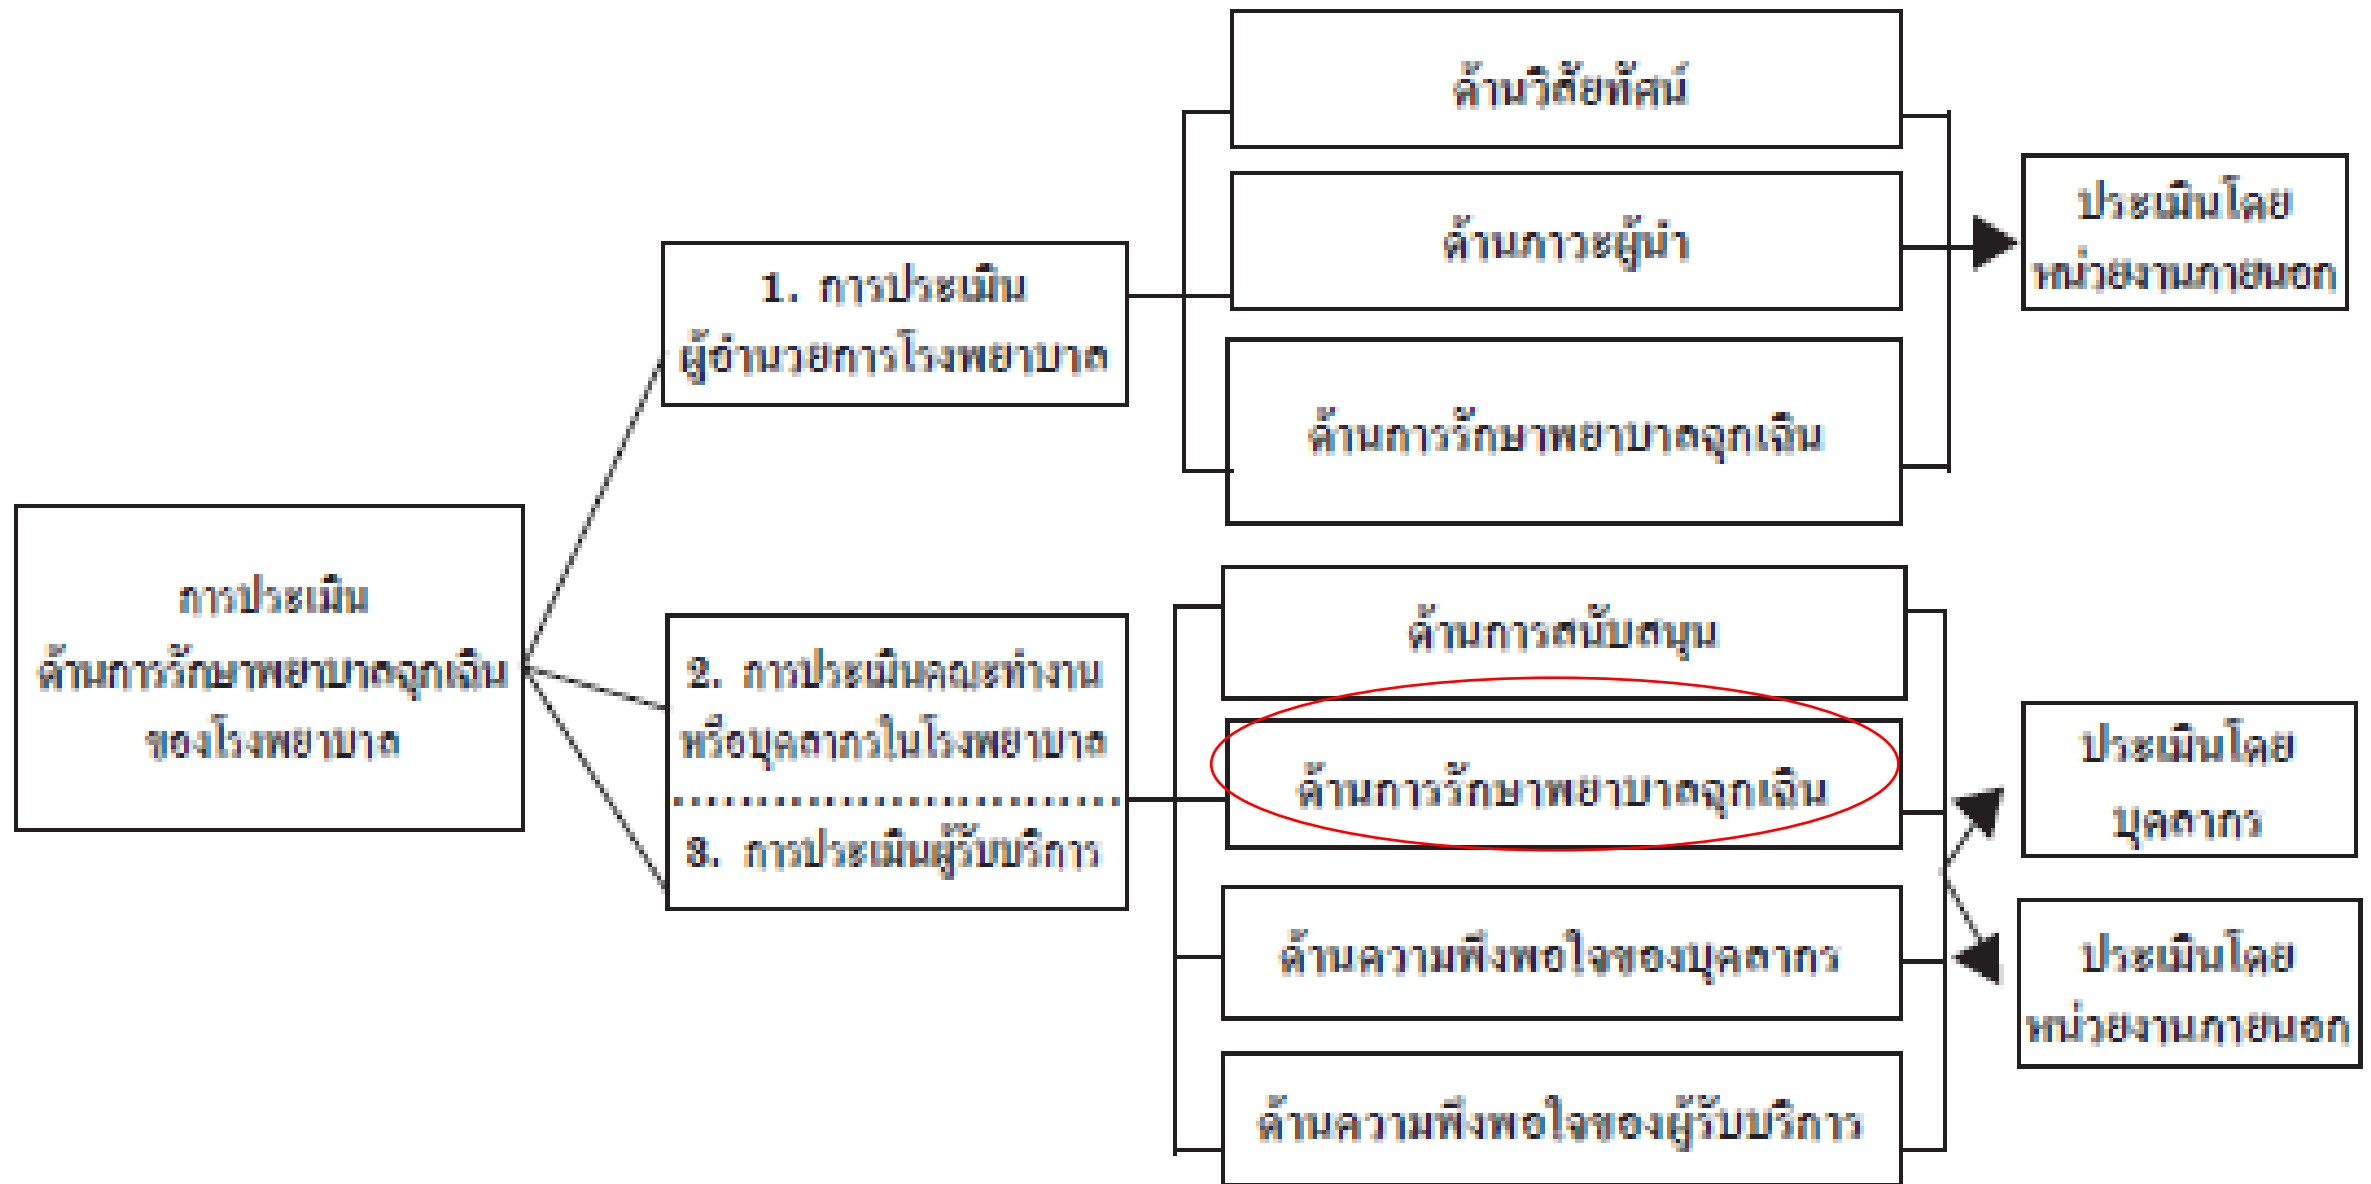 การประเมิน
ด้านการรักษาพยาบาลฉุกเฉิน
ของโรงพยาบาล
1. การประเมิน
ผู้อำนวยการโรงพยาบาล
ด้านวิสัยทัศน์
ด้านภาวะผู้นำ
ด้านการรักษาพยาบาลฉุกเฉิน
ประเมินโดย
หน่วยงานภายนอก
2. การประเมินคณะทำงาน
หรือบุคลากรในโรงพยาบาล
3. การประเมินผู้รับบริการ
ด้านการสนับสนุน
ด้านการรักษาพยาบาลฉุกเฉิน
ด้านความพึงพอใจของบุคลากร
ด้านความพึงพอใจของผู้รับบริการ
ประเมินโดย
บุคลากร
ประเมินโดย
หน่วยงานภายนอก